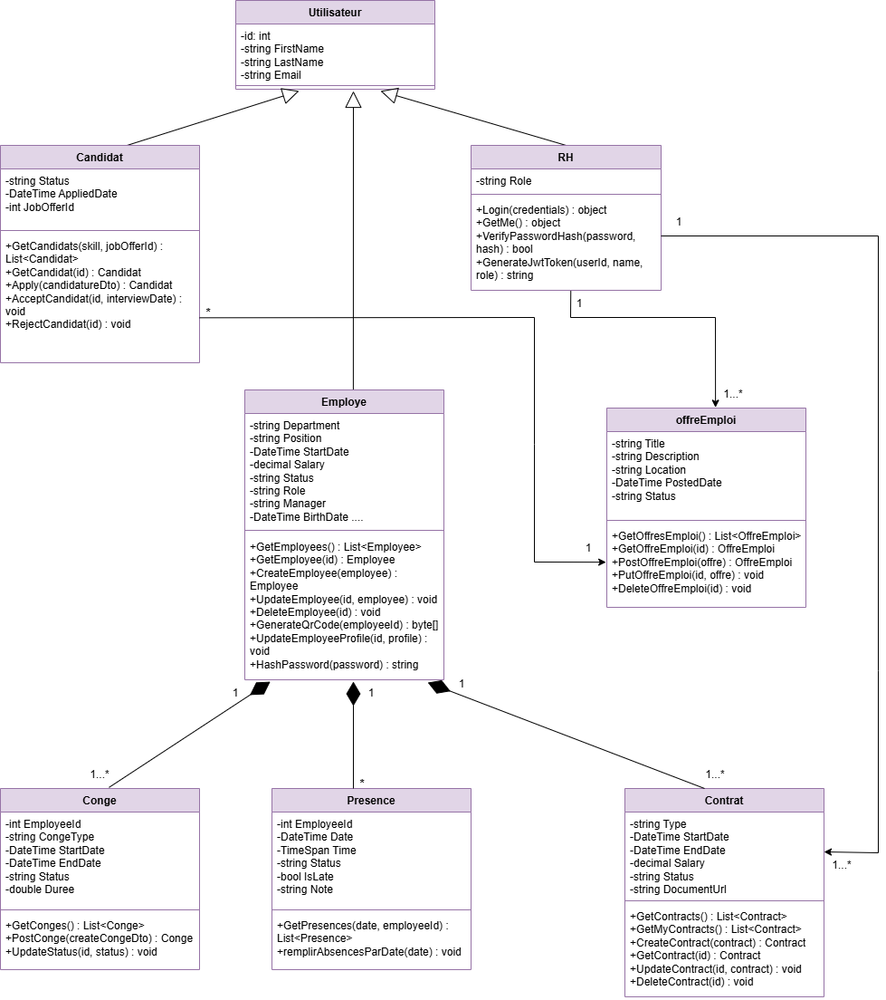 Utilisateur
-id: int
-string FirstName
-string LastName
-string Email
Candidat
-string Status
-DateTime AppliedDate
-int JobOfferId
+GetCandidats(skill, jobOfferId) :
List<Candidat>
+GetCandidat(id) : Candidat
+Apply(candidatureDto) : Candidat
+AcceptCandidat(id, interviewDate) :
void
+RejectCandidat(id) : void
*
RH
-string Role
+Login(credentials) : object
+GetMe() : object
+VerifyPasswordHash(password,
hash) : bool
+GenerateJwtToken(userId, name,
role) : string
1
1
1...*
Employe
-string Department
-string Position
-DateTime StartDate
-decimal Salary
-string Status
-string Role
-string Manager
-DateTime BirthDate ....
+GetEmployees() : List<Employee>
+GetEmployee(id) : Employee
+CreateEmployee(employee) :
Employee
+UpdateEmployee(id, employee) : void
+DeleteEmployee(id) : void
+GenerateQrCode(employeeId) : byte[]
+UpdateEmployeeProfile(id, profile) :
void
+HashPassword(password) : string
offreEmploi
-string Title
-string Description
-string Location
-DateTime PostedDate
-string Status
+GetOffresEmploi() : List<OffreEmploi>
+GetOffreEmploi(id) : OffreEmploi
+PostOffreEmploi(offre) : OffreEmploi
+PutOffreEmploi(id, offre) : void
+DeleteOffreEmploi(id) : void
1
1
1
1
1...*
*
1...*
Conge
-int EmployeeId
-string CongeType
-DateTime StartDate
-DateTime EndDate
-string Status
-double Duree
+GetConges() : List<Conge>
+PostConge(createCongeDto) : Conge
+UpdateStatus(id, status) : void
Presence
-int EmployeeId
-DateTime Date
-TimeSpan Time
-string Status
-bool IsLate
-string Note
+GetPresences(date, employeeId) :
List<Presence>
+remplirAbsencesParDate(date) : void
Contrat
-string Type
-DateTime StartDate
-DateTime EndDate
-decimal Salary
-string Status
-string DocumentUrl
+GetContracts() : List<Contract>
+GetMyContracts() : List<Contract>
+CreateContract(contract) : Contract
+GetContract(id) : Contract
+UpdateContract(id, contract) : void
+DeleteContract(id) : void
1...*